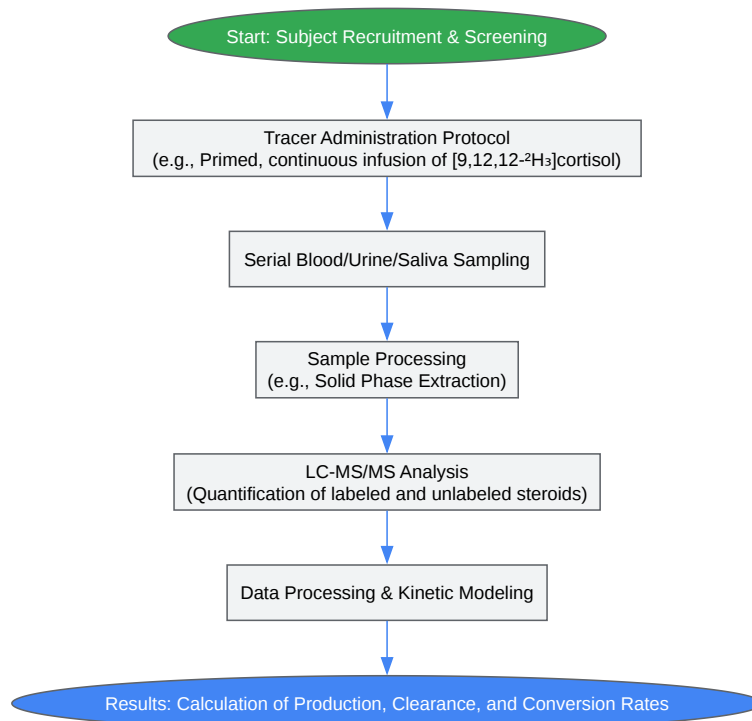 Start: Subject Recruitment & Screening
Tracer Administration Protocol
(e.g., Primed, continuous infusion of [9,12,12-²H₃]cortisol)
Serial Blood/Urine/Saliva Sampling
Sample Processing
(e.g., Solid Phase Extraction)
LC-MS/MS Analysis
(Quantification of labeled and unlabeled steroids)
Data Processing & Kinetic Modeling
Results: Calculation of Production, Clearance, and Conversion Rates